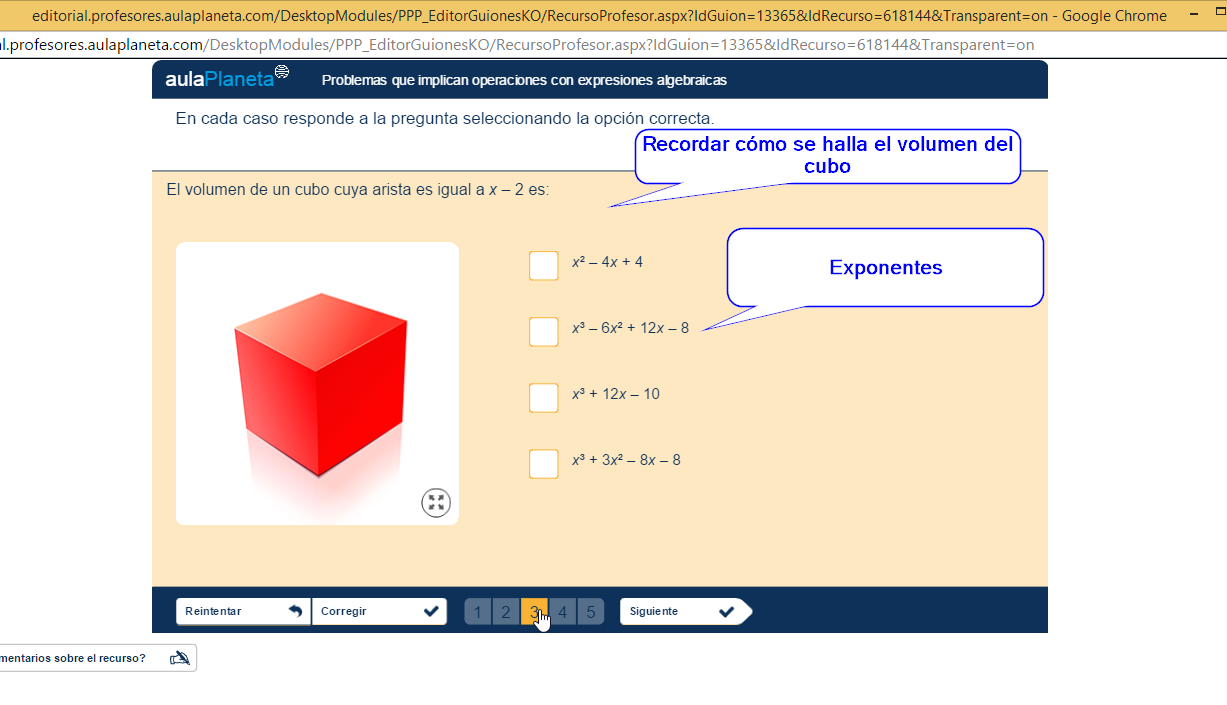 editorial.profesores.aulaplaneta.com/DesktopModules/PPP_EditorGuionesKO/RecursoProfesor.aspx?IdGuion=13365&IdRecurso=618144&Transparent=on - Google Chrome
l.profesores.aulaplaneta.com/DesktopModules/PPP_EditorGuionesKO/RecursoProfesor.aspx?IdGuion=13365&IdRecurso=618144&Transparent=on
aulaPlaneta Problemas que implican operaciones con expresiones algebraicas
En cada caso responde a la pregunta seleccionando la opción correcta.
Recordar cómo se halla el volumen del
cubo
El volumen de un cubo cuya arista es igual a x – 2 es:
x² – 4x + 4
Exponentes
x³ – 6x² + 12x – 8
x³ + 12x – 10
x³ + 3x² – 8x – 8
Reintentar Corregir 1 2 3 4 5 Siguiente
mentarios sobre el recurso?